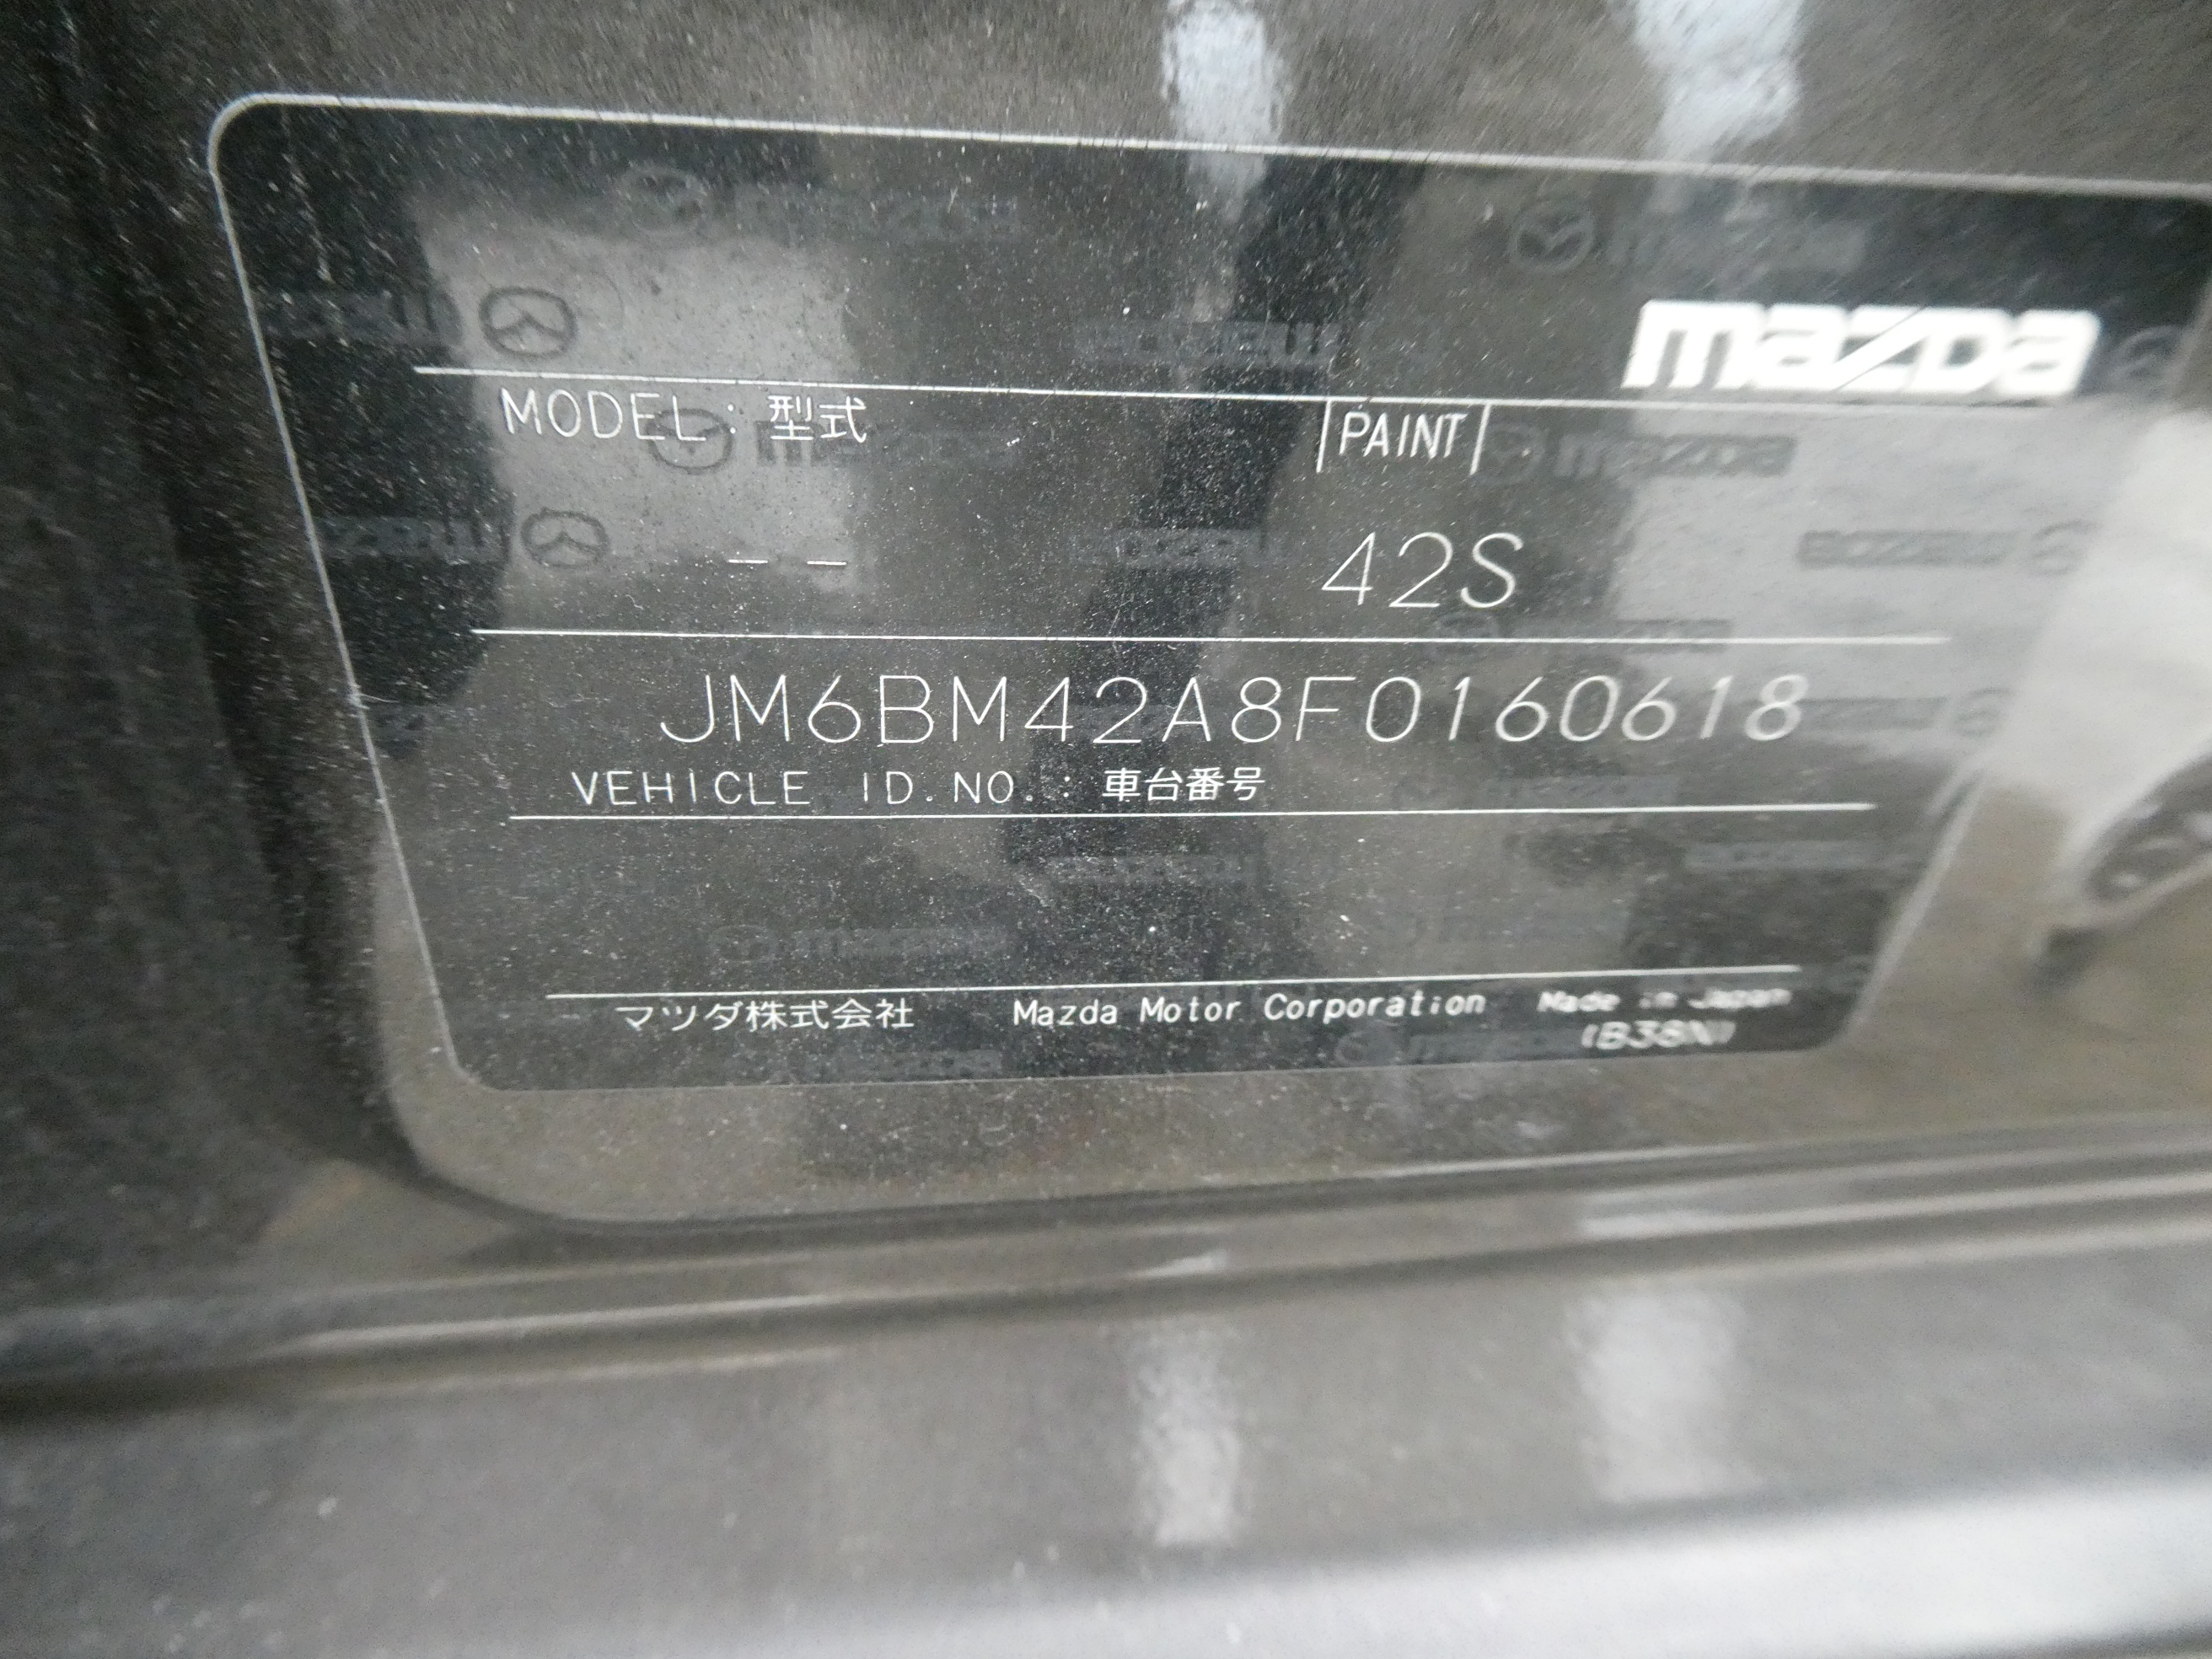 mazda
MODEL : 型式 PAINT
— — 42S
JM6BM42A8F0160618
VEHICLE ID.NO. : 車台番号
マツダ株式会社 Mazda Motor Corporation Made in Japan
(B38N)